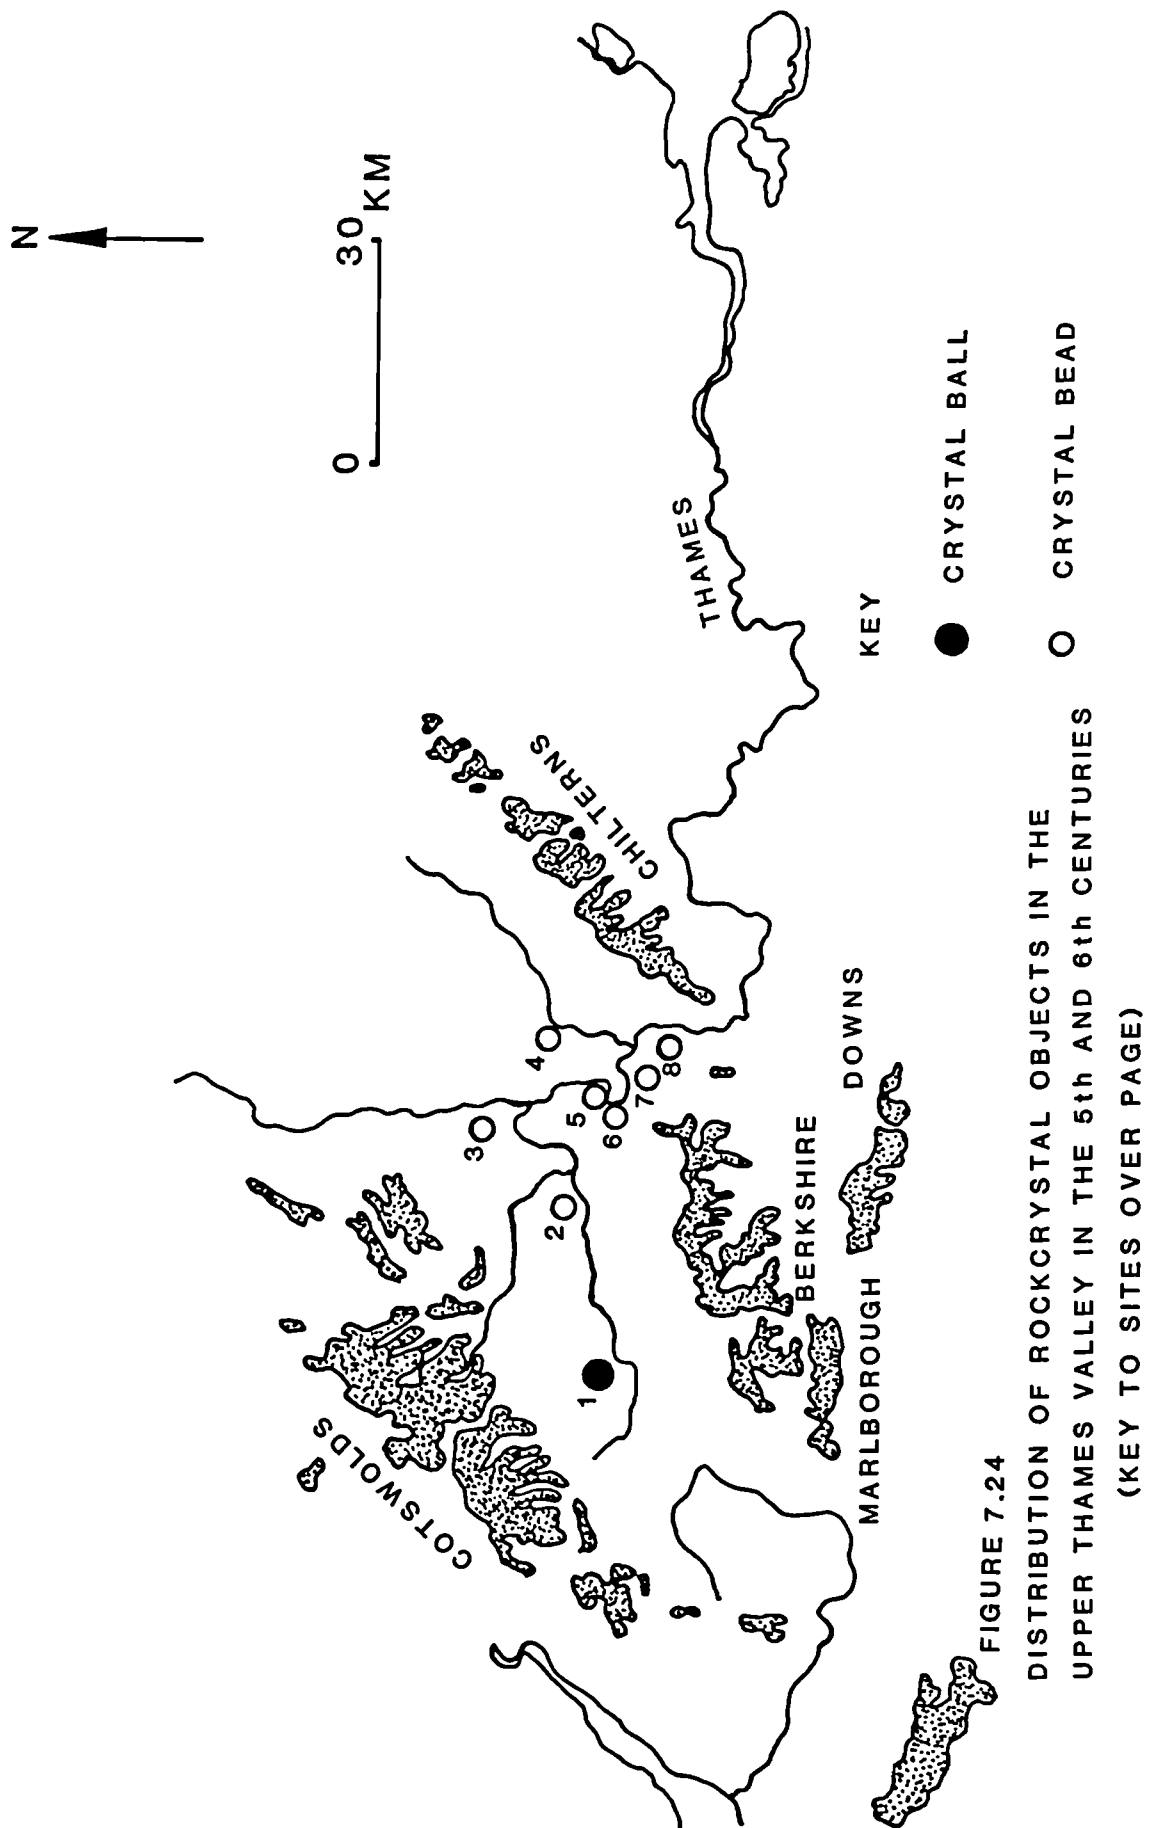 N
0 30
KM
COTSWOLDS
CHILTERNS
THAMES
1
2
3
4
5
6
7
8
BERKSHIRE
DOWNS
MARLBOROUGH
KEY
CRYSTAL BALL
CRYSTAL BEAD
FIGURE 7.24
DISTRIBUTION OF ROCKCRYSTAL OBJECTS IN THE
UPPER THAMES VALLEY IN THE 5th AND 6th CENTURIES
(KEY TO SITES OVER PAGE)